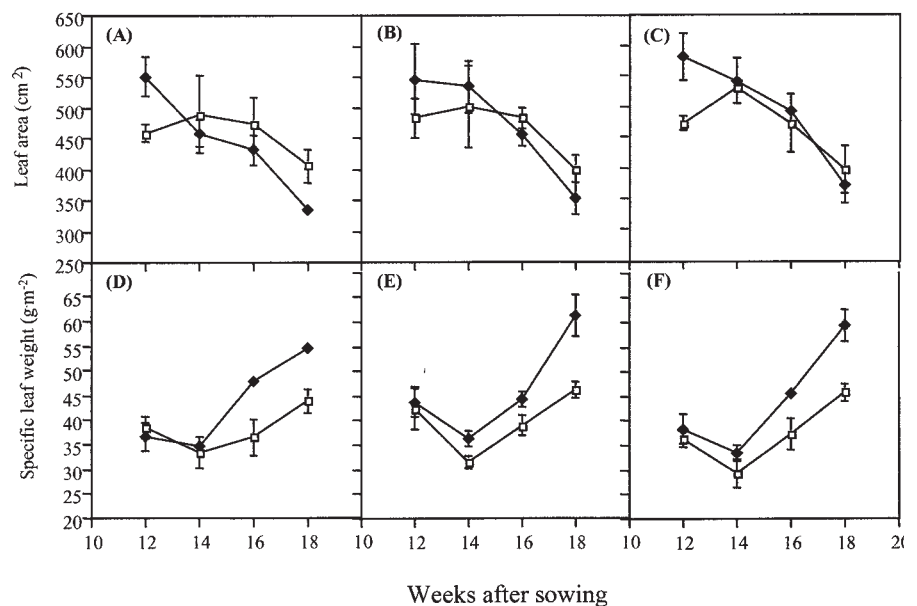 Leaf area (cm⁻²)
650
600
550
500
450
400
350
300
250
(A)
(B)
(C)
Specific leaf weight (g·m⁻²)
65
60
55
50
45
40
35
30
25
20
(D)
(E)
(F)
10 12 14 16 18 10 12 14 16 18 10 12 14 16 18 20
Weeks after sowing